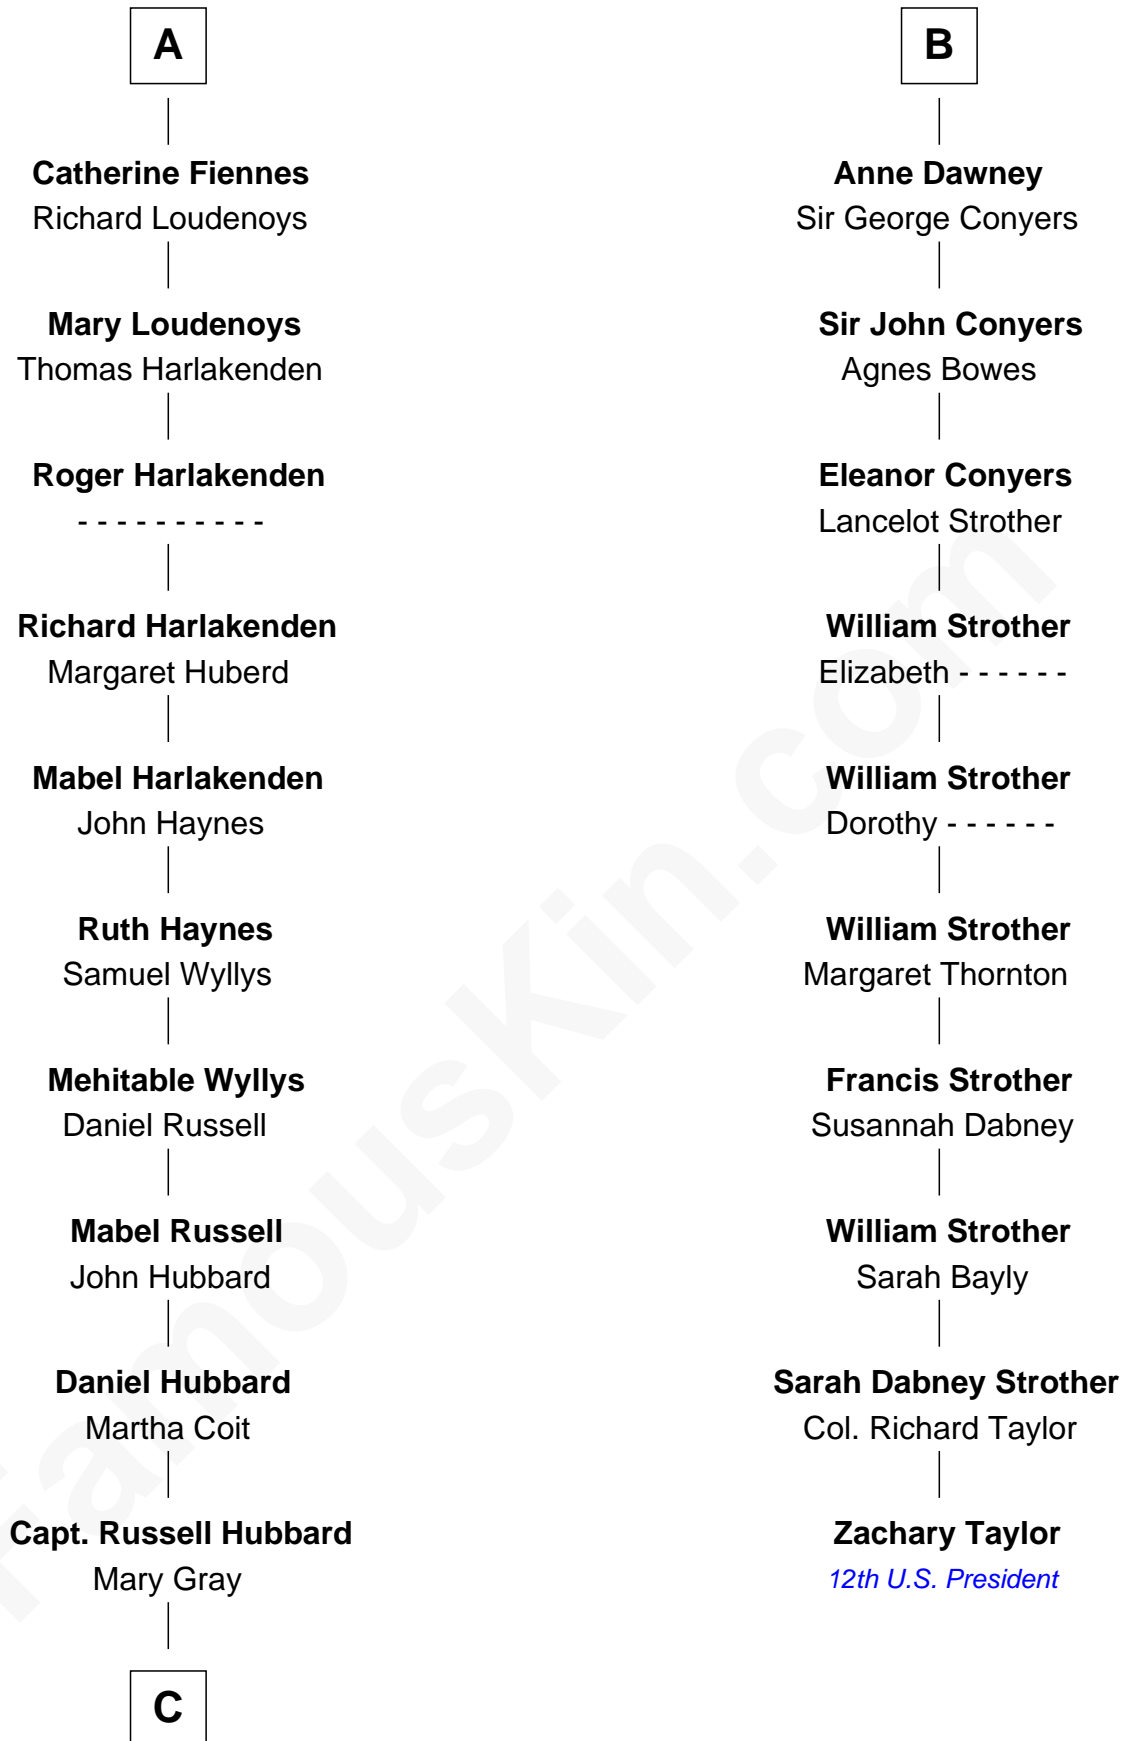 A
Catherine Fiennes
Richard Loudenoys
Mary Loudenoys
Thomas Harlakenden
Roger Harlakenden
- - - - - - - - - -
Richard Harlakenden
Margaret Huberd
Mabel Harlakenden
John Haynes
Ruth Haynes
Samuel Wyllys
Mehitable Wyllys
Daniel Russell
Mabel Russell
John Hubbard
Daniel Hubbard
Martha Coit
Capt. Russell Hubbard
Mary Gray
C
B
Anne Dawney
Sir George Conyers
Sir John Conyers
Agnes Bowes
Eleanor Conyers
Lancelot Strother
William Strother
Elizabeth - - - - - -
William Strother
Dorothy - - - - - -
William Strother
Margaret Thornton
Francis Strother
Susannah Dabney
William Strother
Sarah Bayly
Sarah Dabney Strother
Col. Richard Taylor
Zachary Taylor
12th U.S. President
FamousKin.com